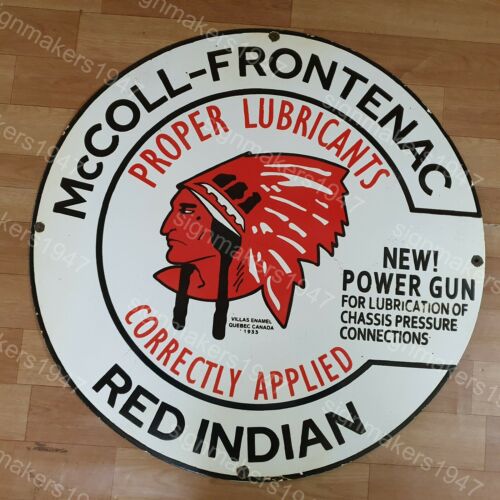 McCOLL-FRONTENAC
PROPER LUBRICANTS
NEW!
POWER GUN
FOR LUBRICATION OF
CHASSIS PRESSURE
CONNECTIONS
VILLAS ENAMEL
QUEBEC CANADA
1933
CORRECTLY APPLIED
RED INDIAN
signmakers1947